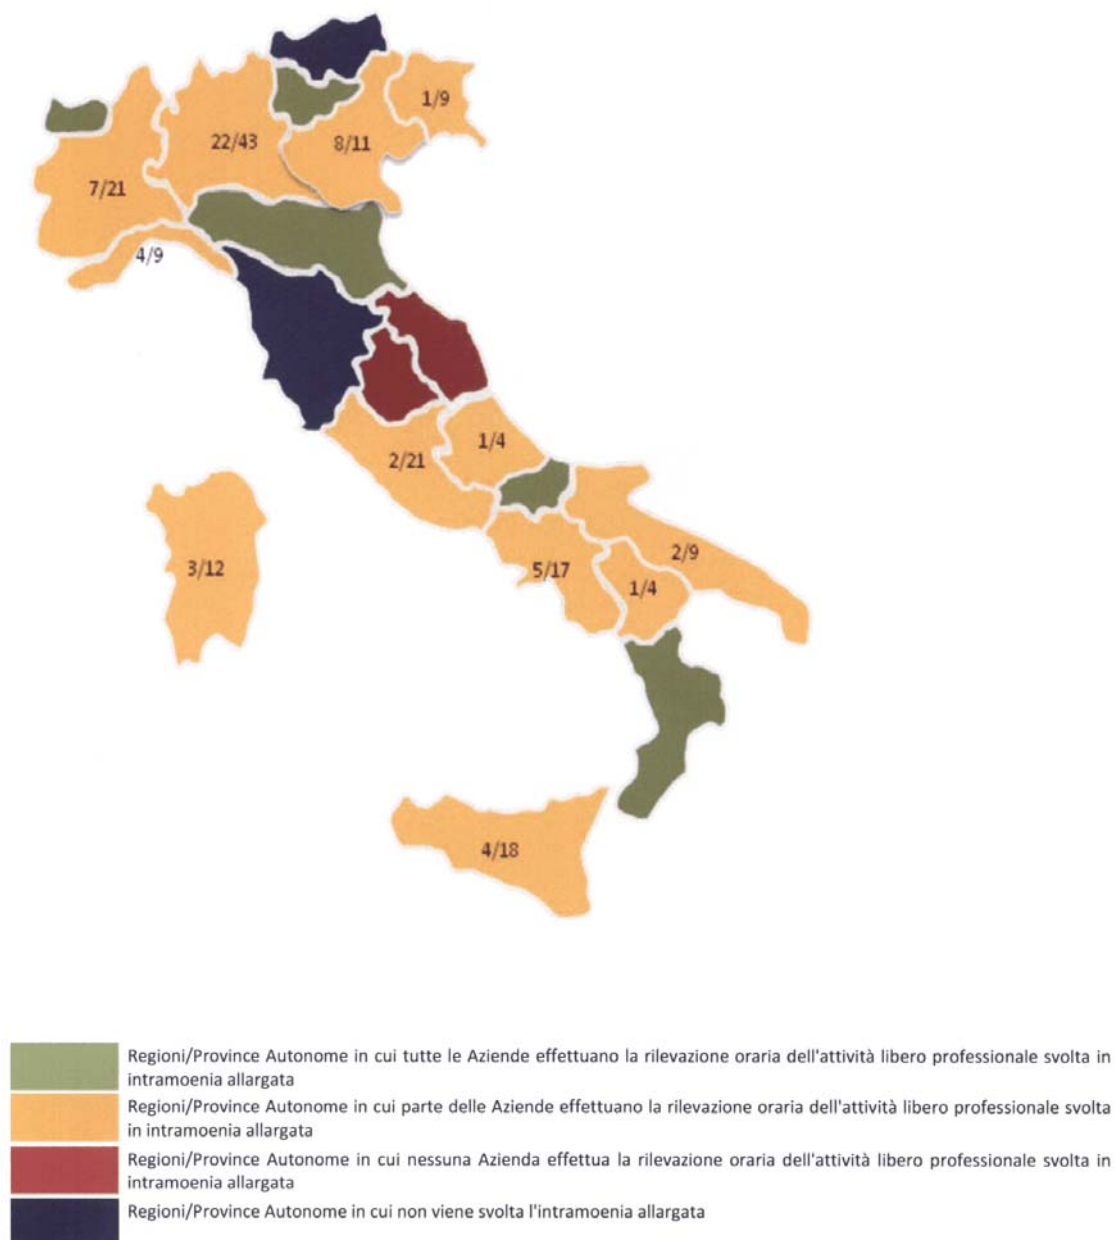 1/9
22/43
8/11
7/21
4/9
1/4
2/21
2/9
3/12
5/17
1/4
4/18
Regioni/Province Autonome in cui tutte le Aziende effettuano la rilevazione oraria dell'attività libero professionale svolta in
intramoenia allargata
Regioni/Province Autonome in cui parte delle Aziende effettuano la rilevazione oraria dell'attività libero professionale svolta
in intramoenia allargata
Regioni/Province Autonome in cui nessuna Azienda effettua la rilevazione oraria dell'attività libero professionale svolta in
intramoenia allargata
Regioni/Province Autonome in cui non viene svolta l'intramoenia allargata